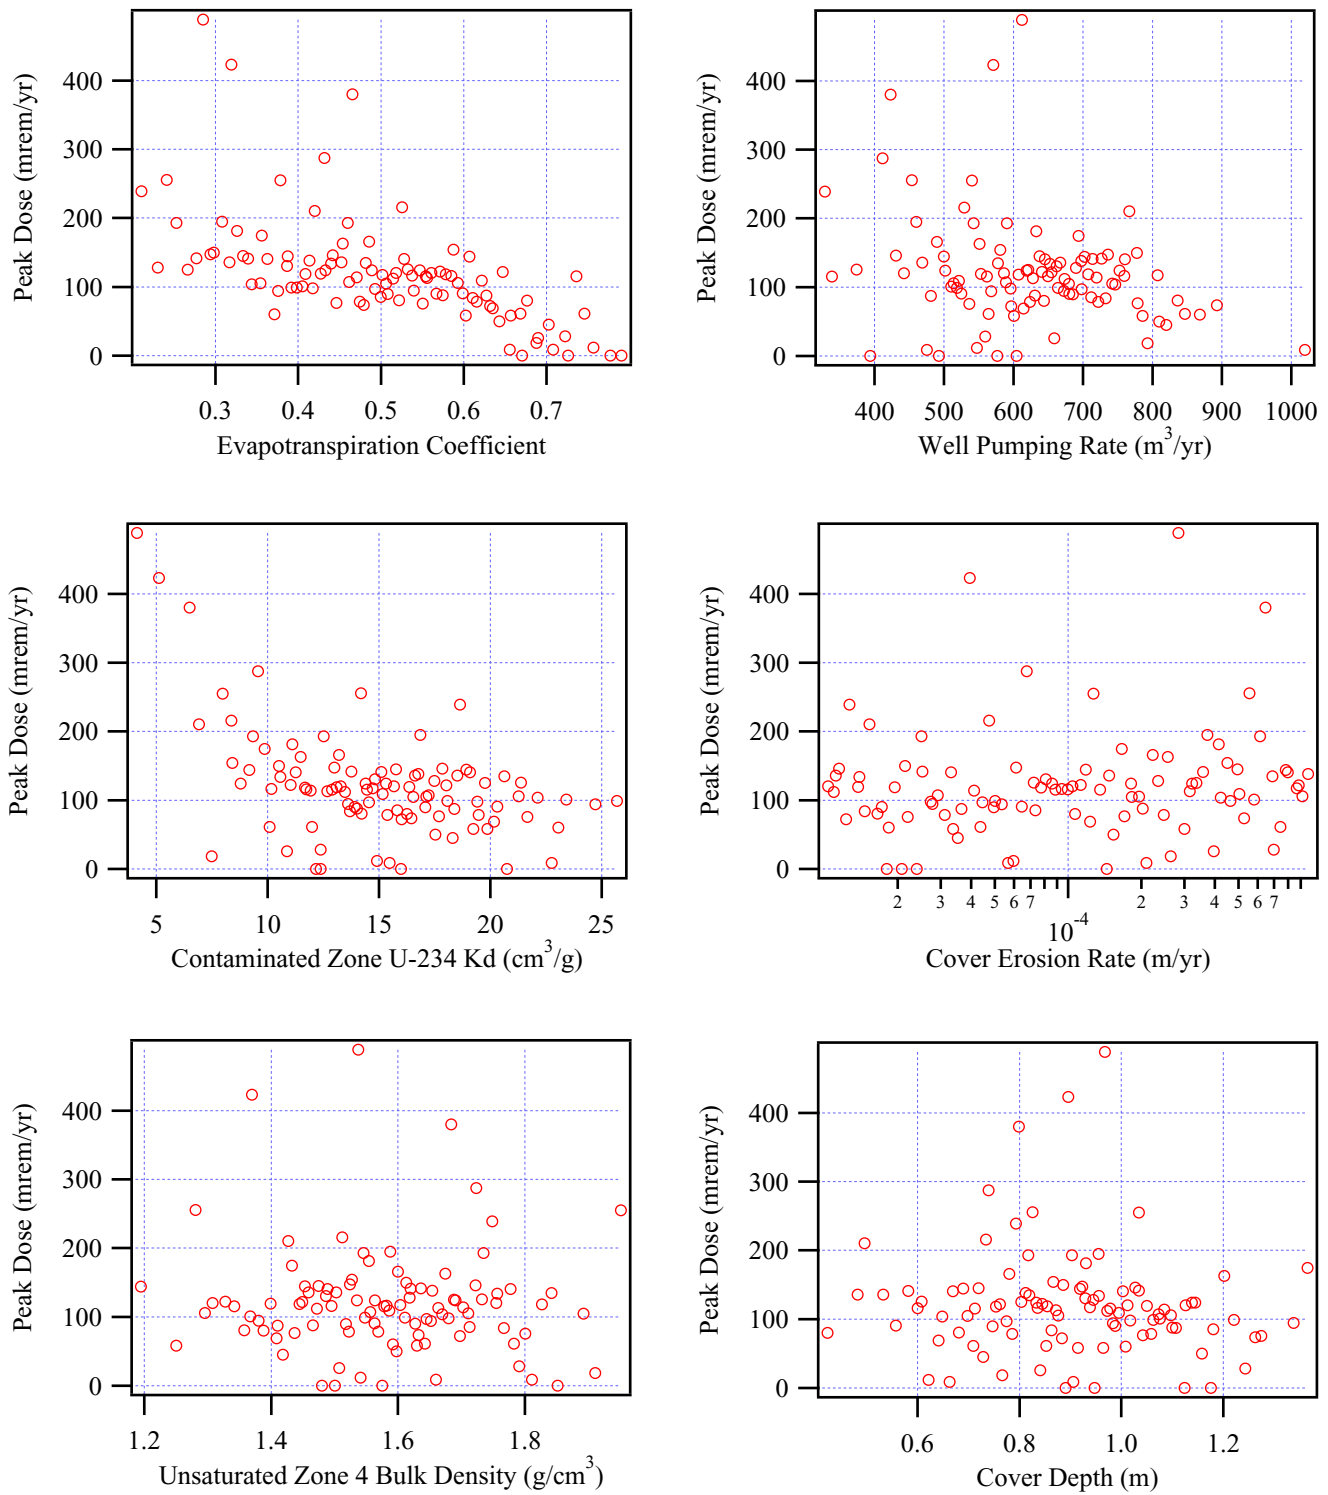 Peak Dose (mrem/yr)
400
300
200
100
0
0.3 0.4 0.5 0.6 0.7
Evapotranspiration Coefficient
Peak Dose (mrem/yr)
400
300
200
100
0
400 500 600 700 800 900 1000
Well Pumping Rate (m³/yr)
Peak Dose (mrem/yr)
400
300
200
100
0
5 10 15 20 25
Contaminated Zone U-234 Kd (cm³/g)
Peak Dose (mrem/yr)
400
300
200
100
0
2 3 4 5 6 7 2 3 4 5 6 7
10⁻⁴
Cover Erosion Rate (m/yr)
Peak Dose (mrem/yr)
400
300
200
100
0
1.2 1.4 1.6 1.8
Unsaturated Zone 4 Bulk Density (g/cm³)
Peak Dose (mrem/yr)
400
300
200
100
0
0.6 0.8 1.0 1.2
Cover Depth (m)